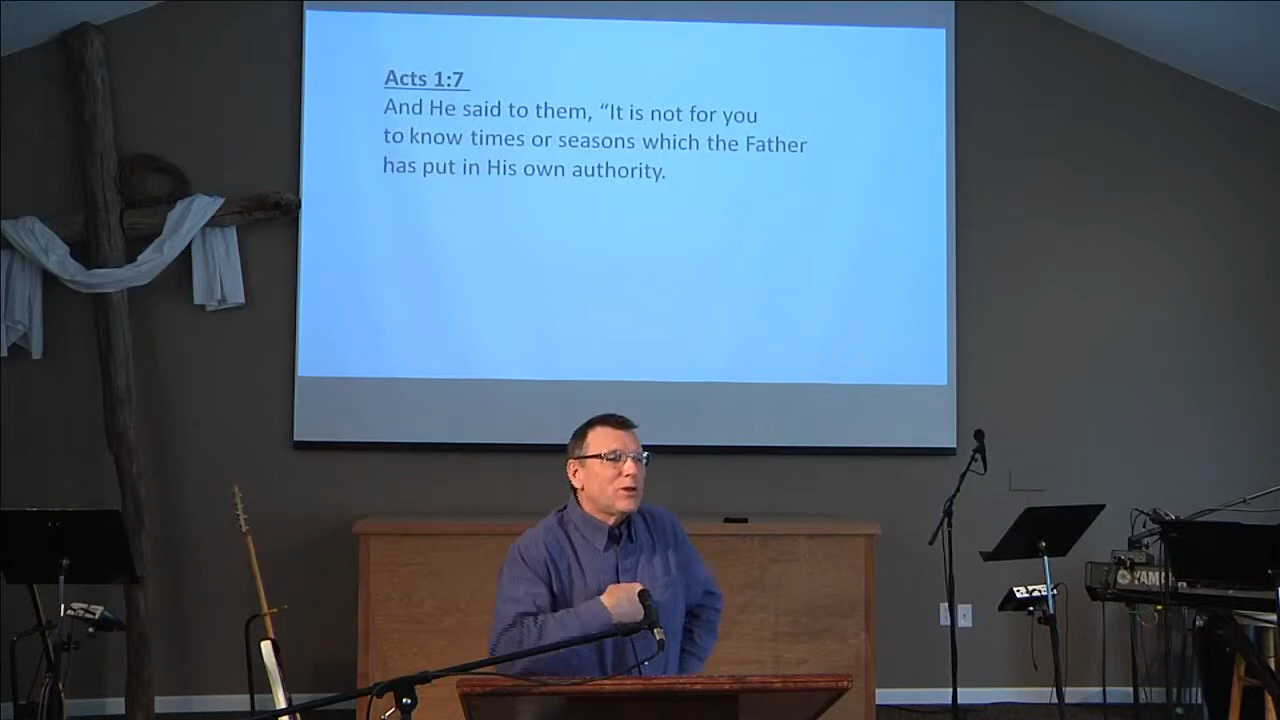 Acts 1:7
And He said to them, “It is not for you
to know times or seasons which the Father
has put in His own authority.
YAMA